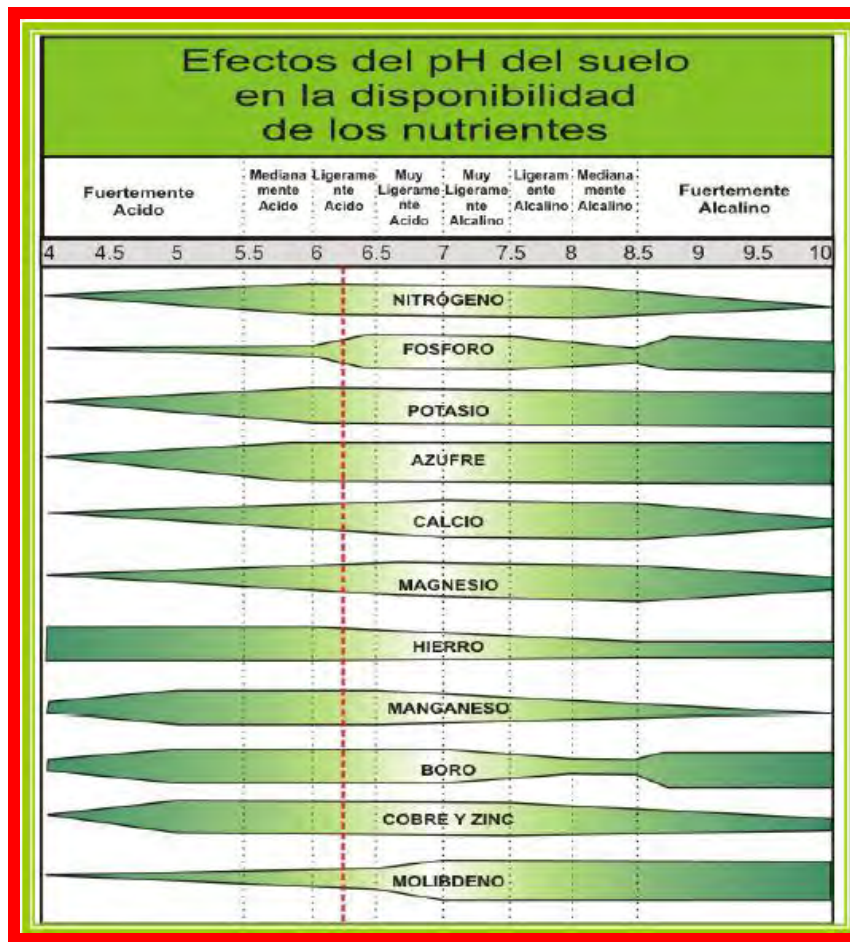 Efectos del pH del suelo
en la disponibilidad
de los nutrientes
Fuertemente
Acido
Mediana
mente
Acido
Ligerame
nte
Acido
Muy
Ligerame
nte
Acido
Muy
Ligerame
nte
Alcalino
Ligeram
ente
Alcalino
Mediana
mente
Alcalino
Fuertemente
Alcalino
4 4.5 5 5.5 6 6.5 7 7.5 8 8.5 9 9.5 10
NITRÓGENO
FOSFORO
POTASIO
AZUFRE
CALCIO
MAGNESIO
HIERRO
MANGANESO
BORO
COBRE Y ZINC
MOLIBDENO